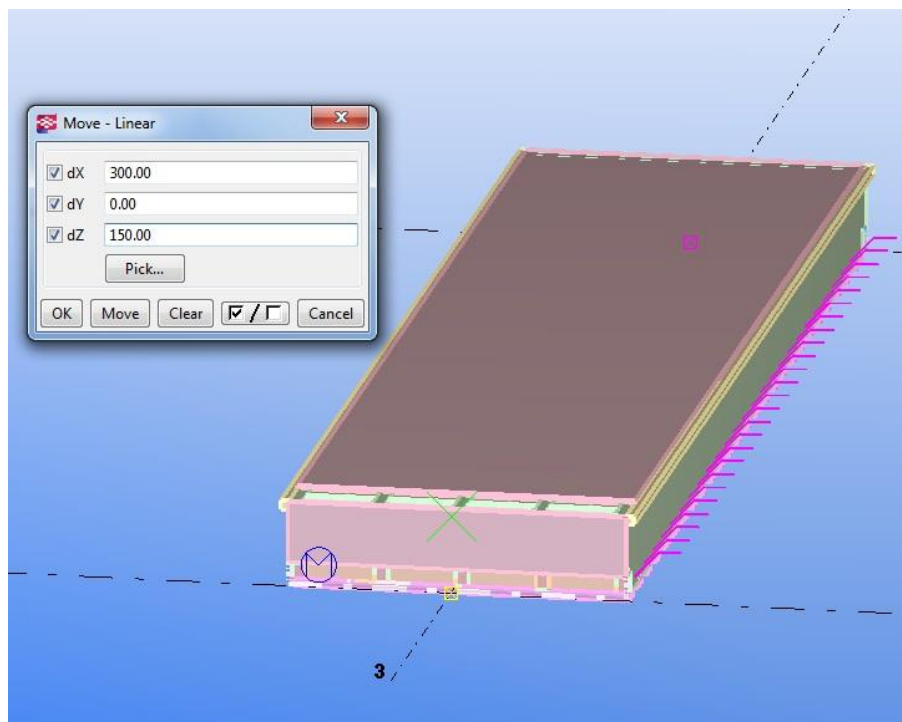 Move - Linear
dX 300.00
dY 0.00
dZ 150.00
Pick...
OK Move Clear / Cancel
3